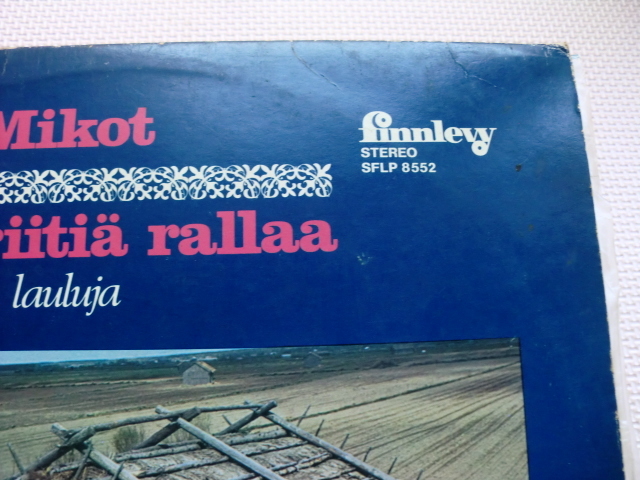 Mikot
finnlevy
STEREO
SFLP 8552
riitiä rallaa
lauluja